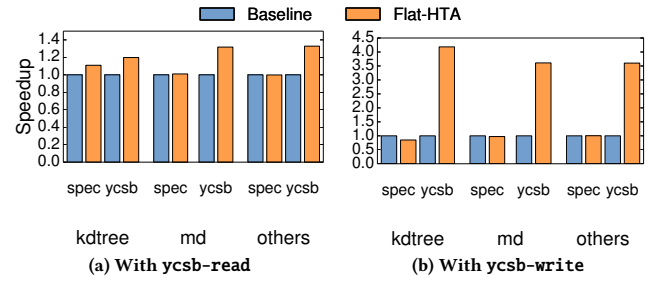 Baseline Flat-HTA
Speedup
1.4
1.2
1.0
0.8
0.6
0.4
0.2
0.0
spec ycsb spec ycsb spec ycsb
kdtree md others
(a) With ycsb-read
4.5
4.0
3.5
3.0
2.5
2.0
1.5
1.0
0.5
0.0
spec ycsb spec ycsb spec ycsb
kdtree md others
(b) With ycsb-write